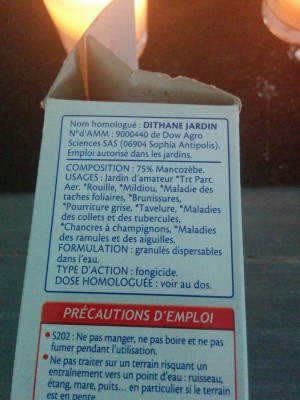 Nom homologué : DITHANE JARDIN
N°d'AMM : 9000440 de Dow Agro
Sciences SAS (06904 Sophia Antipolis).
Emploi autorisé dans les jardins.
COMPOSITION : 75% Mancozèbe.
USAGES : Jardin d'amateur *Trt Part.
Aer. *Rouille, *Mildiou, *Maladie des
taches foliaires, *Brunissures,
*Pourriture grise, *Tavelure, *Maladies
des collets et des tubercules,
*Chancres à champignons, *Maladies
des ramules et des aiguilles.
FORMULATION : granulés dispersables
dans l'eau.
TYPE D'ACTION : fongicide.
DOSE HOMOLOGUÉE : voir au dos.
PRÉCAUTIONS D'EMPLOI
• S202 : Ne pas manger, ne pas boire et ne pas
fumer pendant l'utilisation.
• Ne pas traiter sur un terrain risquant un
entraînement vers un point d'eau : ruisseau,
étang, mare, puits... en particulier si le terrain
est en pente.